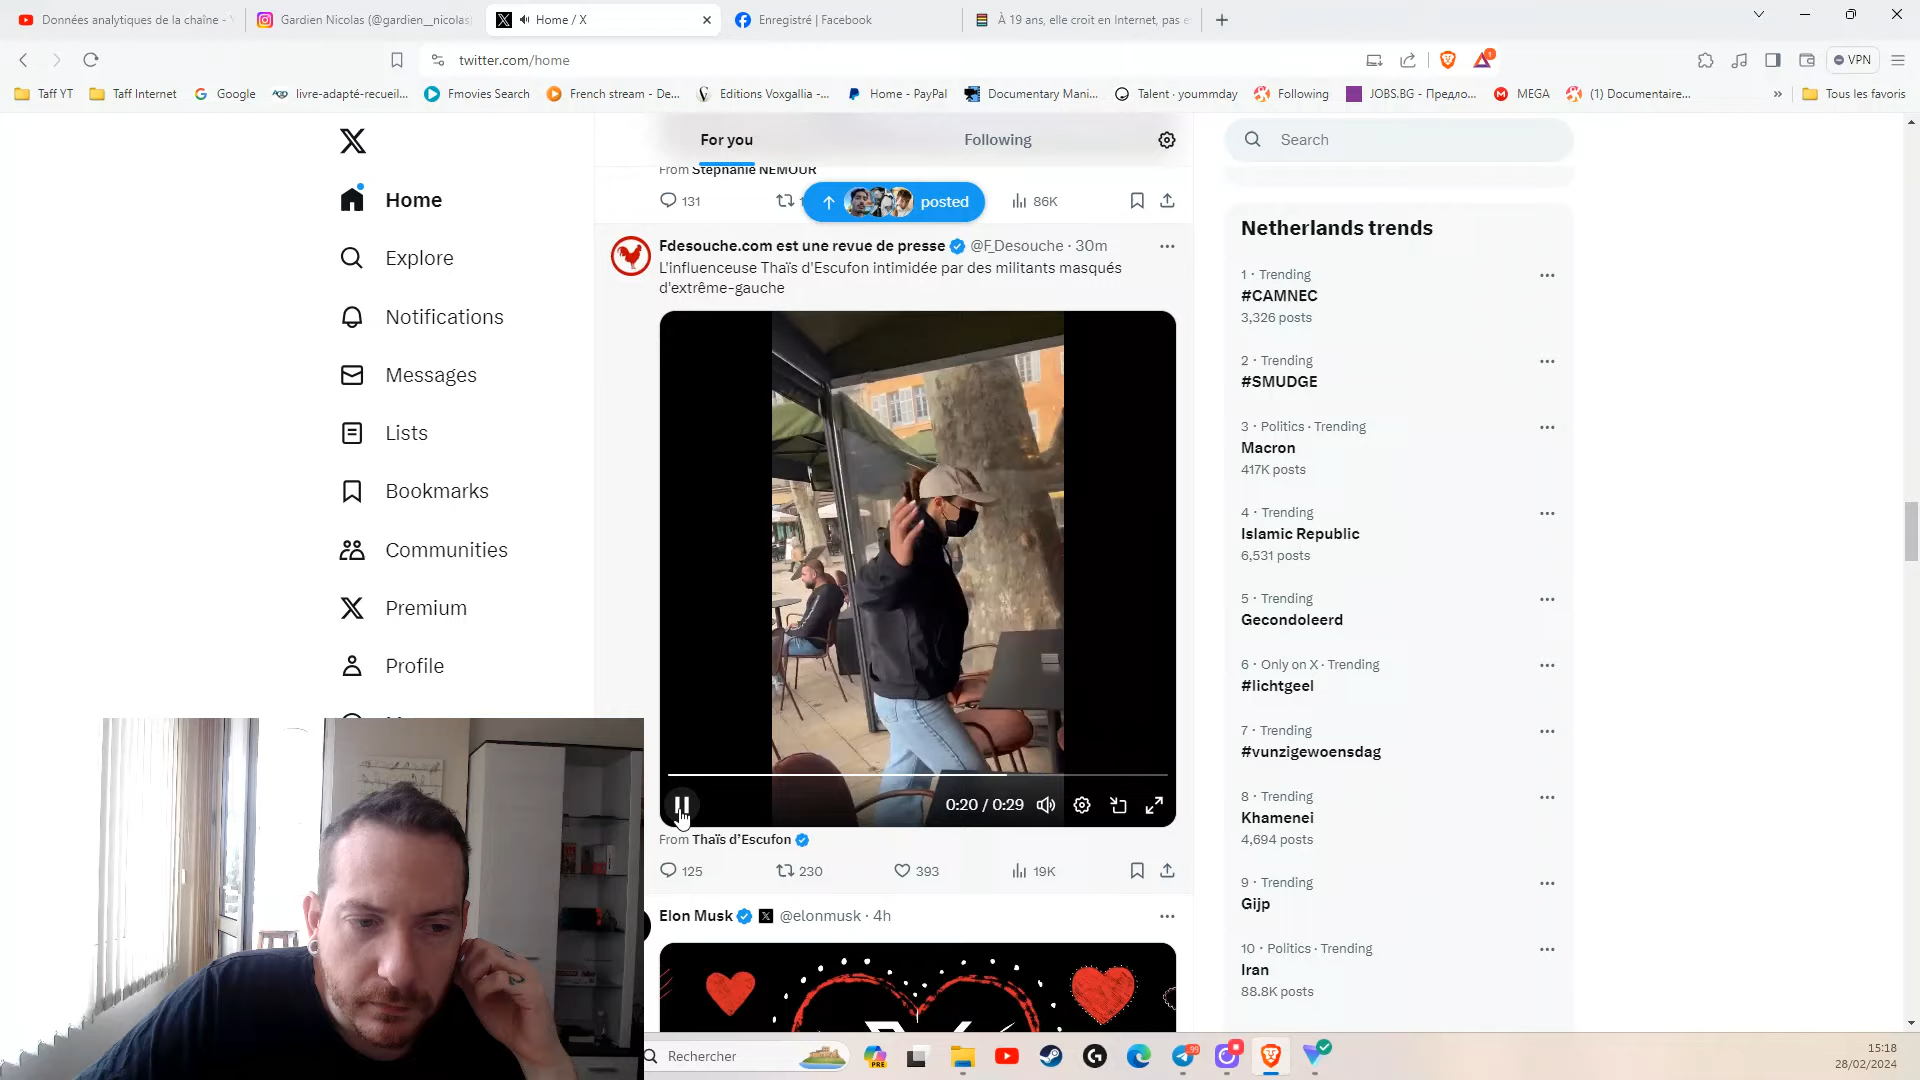 Données analytiques de la chaîne -
Gardien Nicolas (@gardien__nicolas
Home / X
Enregistré | Facebook
À 19 ans, elle croit en Internet, pas e
twitter.com/home
1
VPN
Taff YT
Taff Internet
Google
livre-adapté-recueil...
Fmovies Search
French stream - De...
Editions Voxgallia -...
Home - PayPal
Documentary Mani...
Talent · yoummday
Following
JOBS.BG - Предло...
MEGA
(1) Documentaire...
»
Tous les favoris
For you
Following
Search
Home
Explore
Notifications
Messages
Lists
Bookmarks
Communities
Premium
Profile
From Stephanie NEMOUR
131
posted
86K
Fdesouche.com est une revue de presse @F_Desouche · 30m
L'influenceuse Thaïs d'Escufon intimidée par des militants masqués
d'extrême-gauche
0:20 / 0:29
From Thaïs d'Escufon
125
230
393
19K
Elon Musk @elonmusk · 4h
Netherlands trends
1 · Trending
#CAMNEC
3,326 posts
2 · Trending
#SMUDGE
3 · Politics · Trending
Macron
417K posts
4 · Trending
Islamic Republic
6,531 posts
5 · Trending
Gecondoleerd
6 · Only on X · Trending
#lichtgeel
7 · Trending
#vunzigewoensdag
8 · Trending
Khamenei
4,694 posts
9 · Trending
Gijp
10 · Politics · Trending
Iran
88.8K posts
Rechercher
PRE
99
15:18
28/02/2024